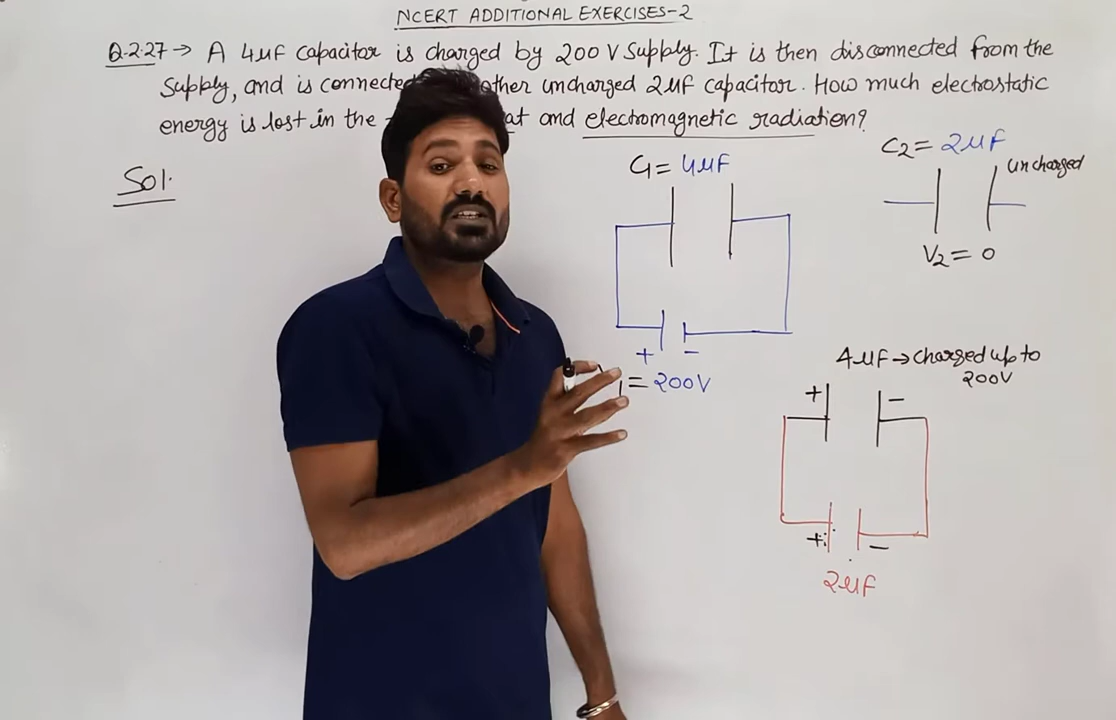 NCERT ADDITIONAL EXERCISES-2
Q.2.27→ A 4μF capacitor is charged by 200 V supply. It is then disconnected from the
supply, and is connected other uncharged 2μF capacitor. How much electrostatic
energy is lost in the and electromagnetic radiation?
Sol.
C1= 4μF
C2= 2μF
uncharged
V2= 0
+ -
= 200V
4μF→charged up to
200V
+ -
+ -
2μF